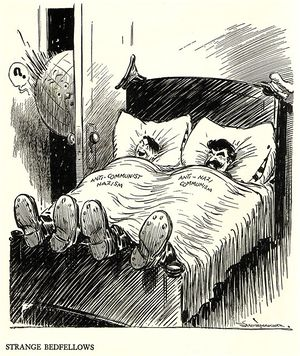 ?
ANTI-COMMUNIST
NAZISM
ANTI-NAZI
COMMUNISM
STRANGE BEDFELLOWS